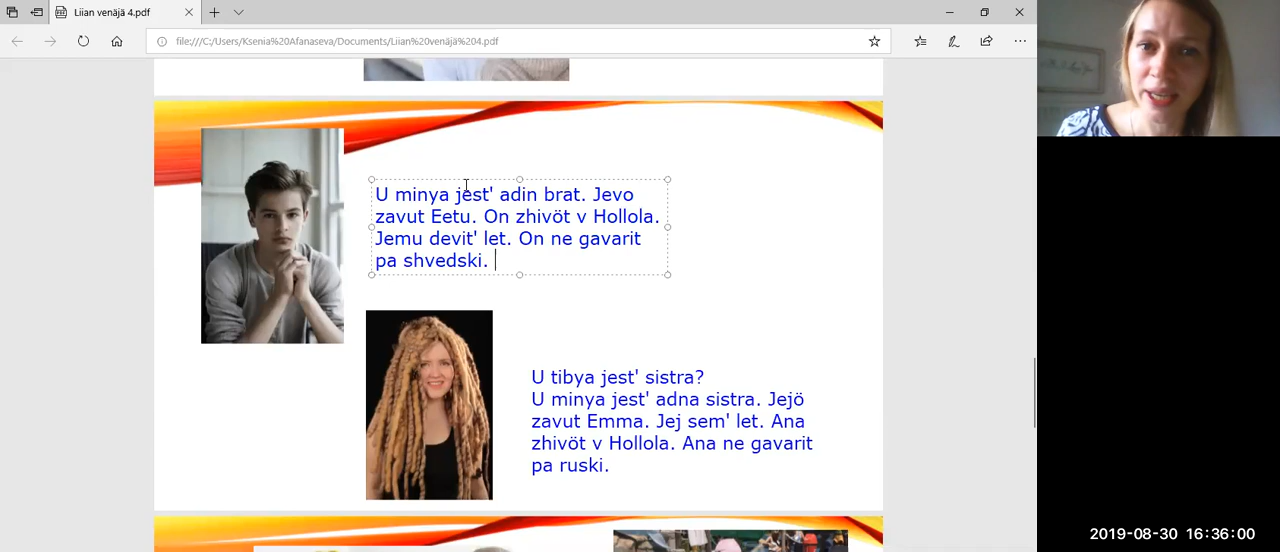 Liian venäjä 4.pdf
file:///C:/Users/Ksenia%20Afanaseva/Documents/Liian%20venäjä%204.pdf
U minya jest' adin brat. Jevo
zavut Eetu. On zhivöt v Hollola.
Jemu devit' let. On ne gavarit
pa shvedski.
U tibya jest' sistra?
U minya jest' adna sistra. Jejö
zavut Emma. Jej sem' let. Ana
zhivöt v Hollola. Ana ne gavarit
pa ruski.
2019-08-30 16:36:00